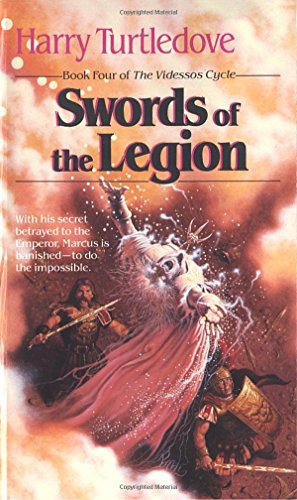 Harry Turtledove
Book Four of The Videssos Cycle
Swords of
the Legion
With his secret
betrayed to the
Emperor, Marcus is
banished—to do
the impossible.